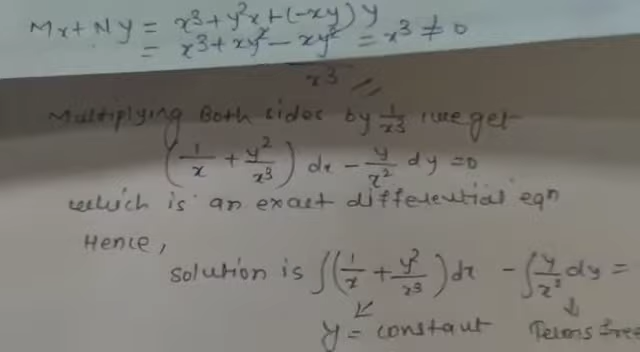 Mx + Ny = x³ + y²x + (-xy) y
= x³ + xy² - xy² = x³ ≠ 0
x³
Multiplying Both sides by 1/x³ we get
(1/x + y²/x³) dx - y/x² dy = 0
which is an exact differential eqn
Hence,
solution is ∫(1/x + y²/x³) dx - ∫ y/x² dy =
↙ ↓
y = constant Terms free